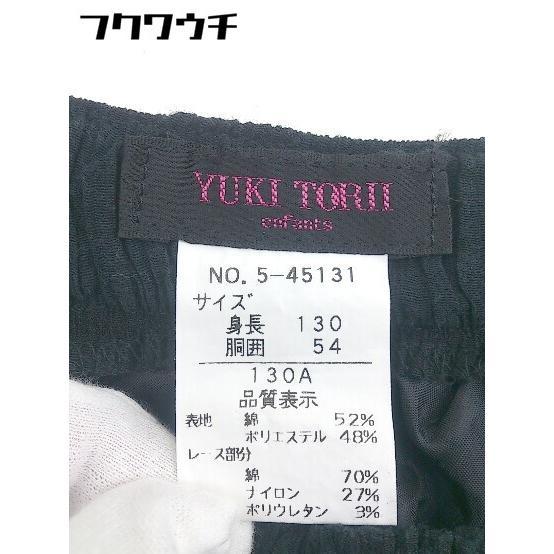 フクワウチ
YUKI TORII
enfants
NO. 5-45131
サイズ
身長 130
胴囲 54
130A
品質表示
表地 綿 52%
ポリエステル 48%
レース部分
綿 70%
ナイロン 27%
ポリウレタン 3%